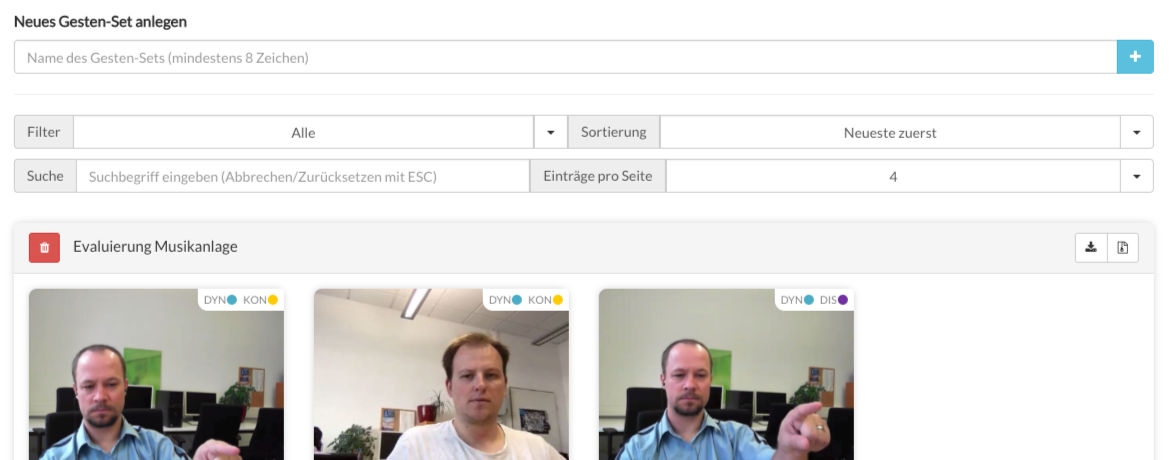 Neues Gesten-Set anlegen
Name des Gesten-Sets (mindestens 8 Zeichen)
Filter Alle Sortierung Neueste zuerst
Suche Suchbegriff eingeben (Abbrechen/Zurücksetzen mit ESC) Einträge pro Seite 4
Evaluierung Musikanlage
DYN KON DYN KON DYN DIS